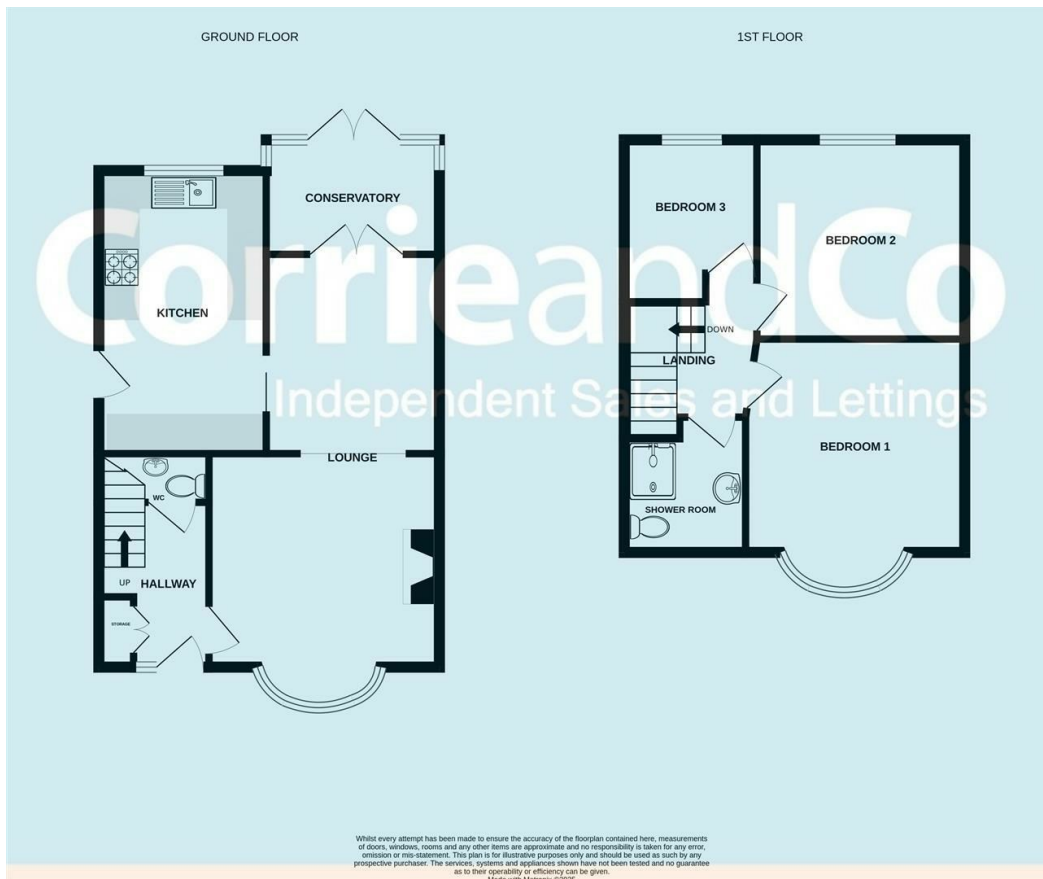 GROUND FLOOR
1ST FLOOR
CONSERVATORY
KITCHEN
LOUNGE
WC
UP
HALLWAY
STORAGE
BEDROOM 3
BEDROOM 2
DOWN
LANDING
BEDROOM 1
SHOWER ROOM
CorrieandCo
Independent Sales and Lettings
Whilst every attempt has been made to ensure the accuracy of the floorplan contained here, measurements
of doors, windows, rooms and any other items are approximate and no responsibility is taken for any error,
omission or mis-statement. This plan is for illustrative purposes only and should be used as such by any
prospective purchaser. The services, systems and appliances shown have not been tested and no guarantee
as to their operability or efficiency can be given.
Made with Metropix ©2025